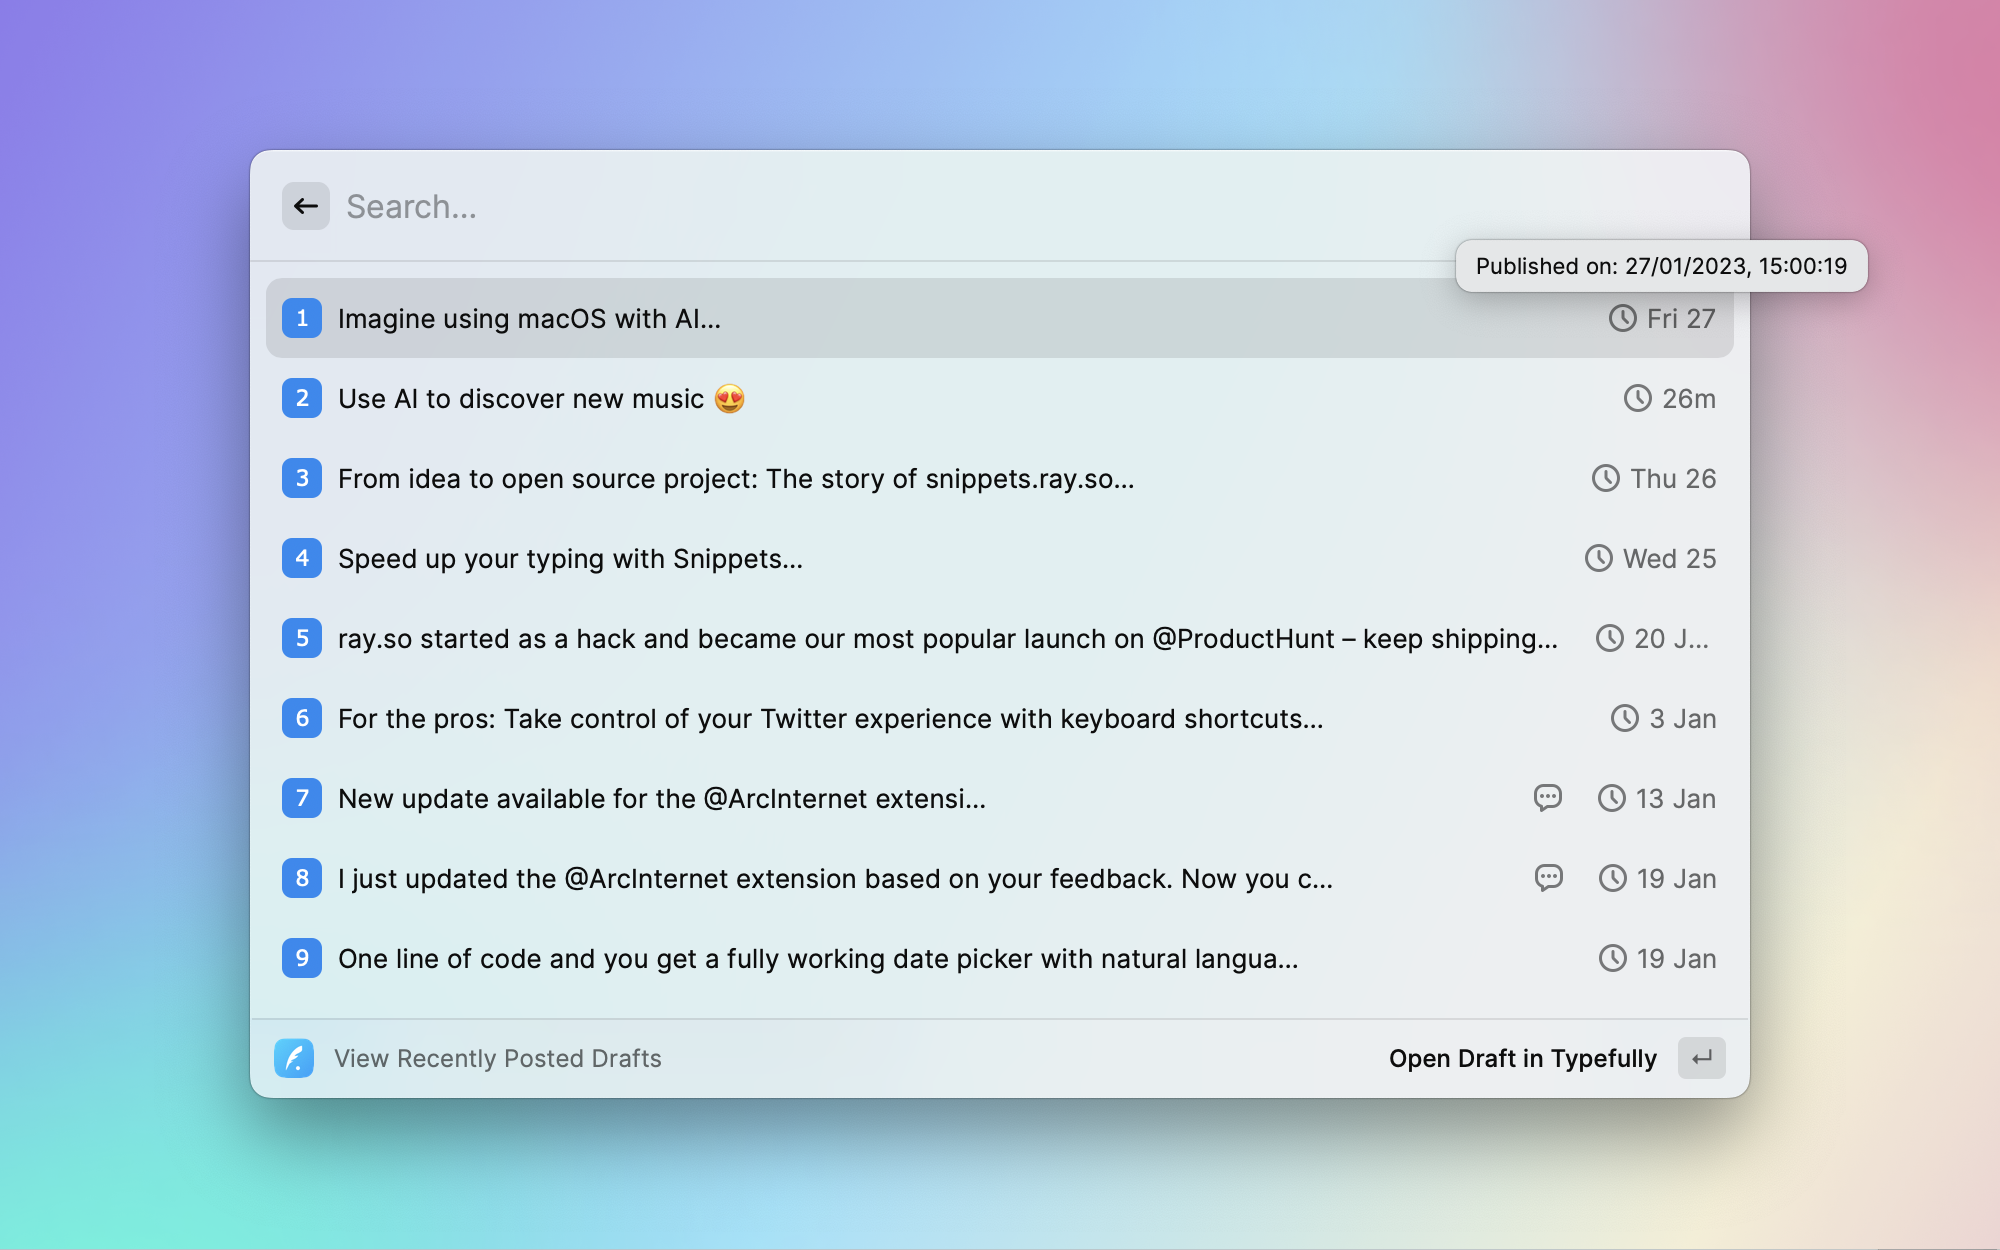 Search...
Published on: 27/01/2023, 15:00:19
1 Imagine using macOS with AI... Fri 27
2 Use AI to discover new music 😍 26m
3 From idea to open source project: The story of snippets.ray.so... Thu 26
4 Speed up your typing with Snippets... Wed 25
5 ray.so started as a hack and became our most popular launch on @ProductHunt – keep shipping... 20 J...
6 For the pros: Take control of your Twitter experience with keyboard shortcuts... 3 Jan
7 New update available for the @ArcInternet extensi... 13 Jan
8 I just updated the @ArcInternet extension based on your feedback. Now you c... 19 Jan
9 One line of code and you get a fully working date picker with natural langua... 19 Jan
View Recently Posted Drafts Open Draft in Typefully